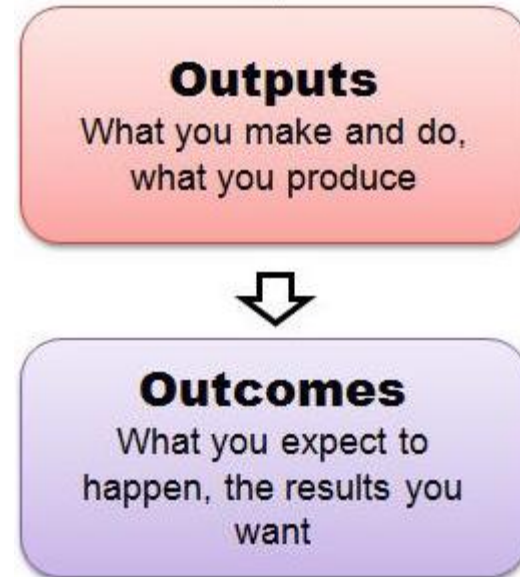 Outputs
What you make and do,
what you produce
Outcomes
What you expect to
happen, the results you
want